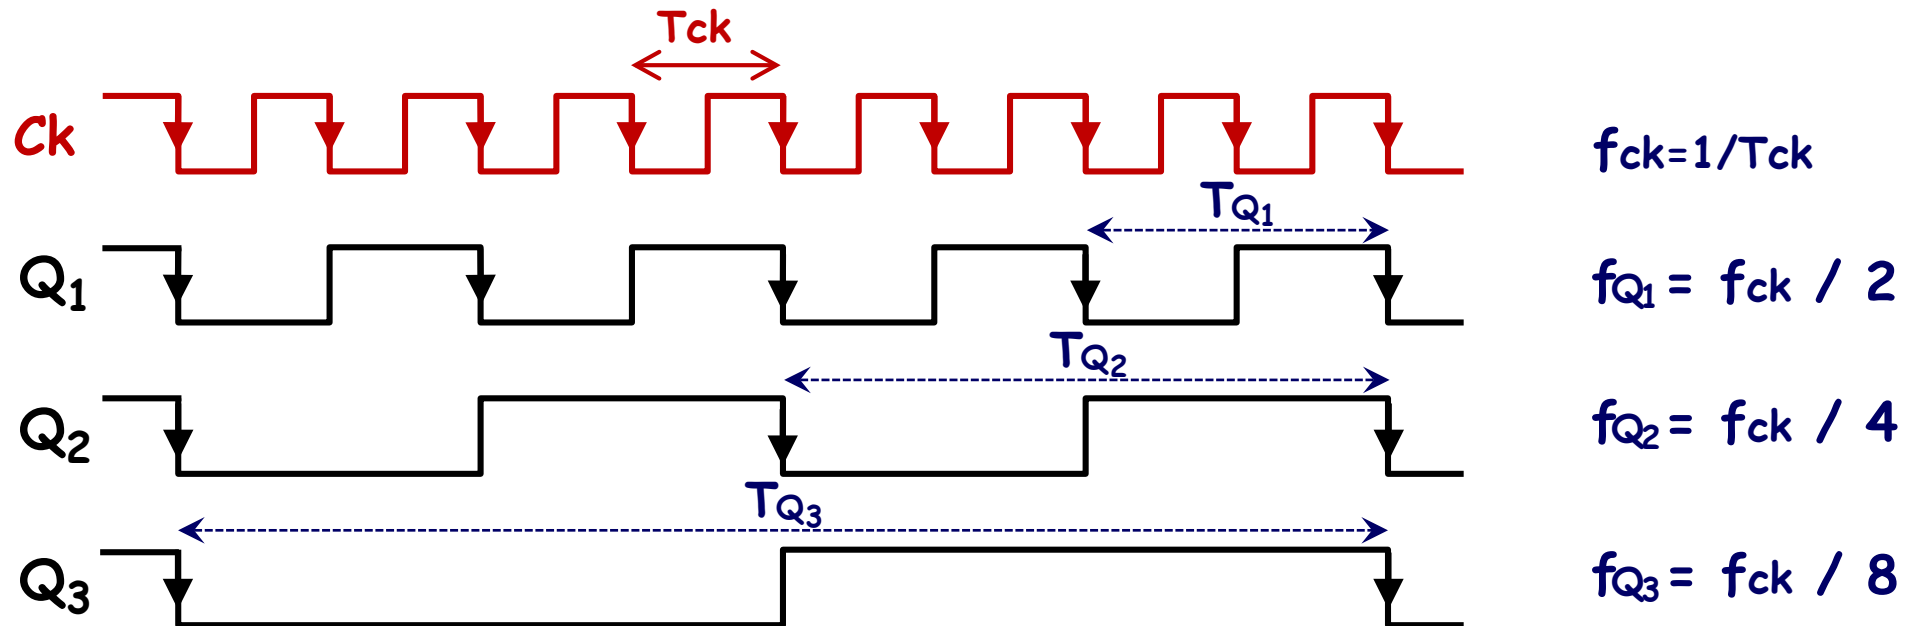 Tck
Ck
fck=1/Tck
TQ1
Q1
fQ1 = fck / 2
TQ2
Q2
fQ2 = fck / 4
TQ3
Q3
fQ3 = fck / 8